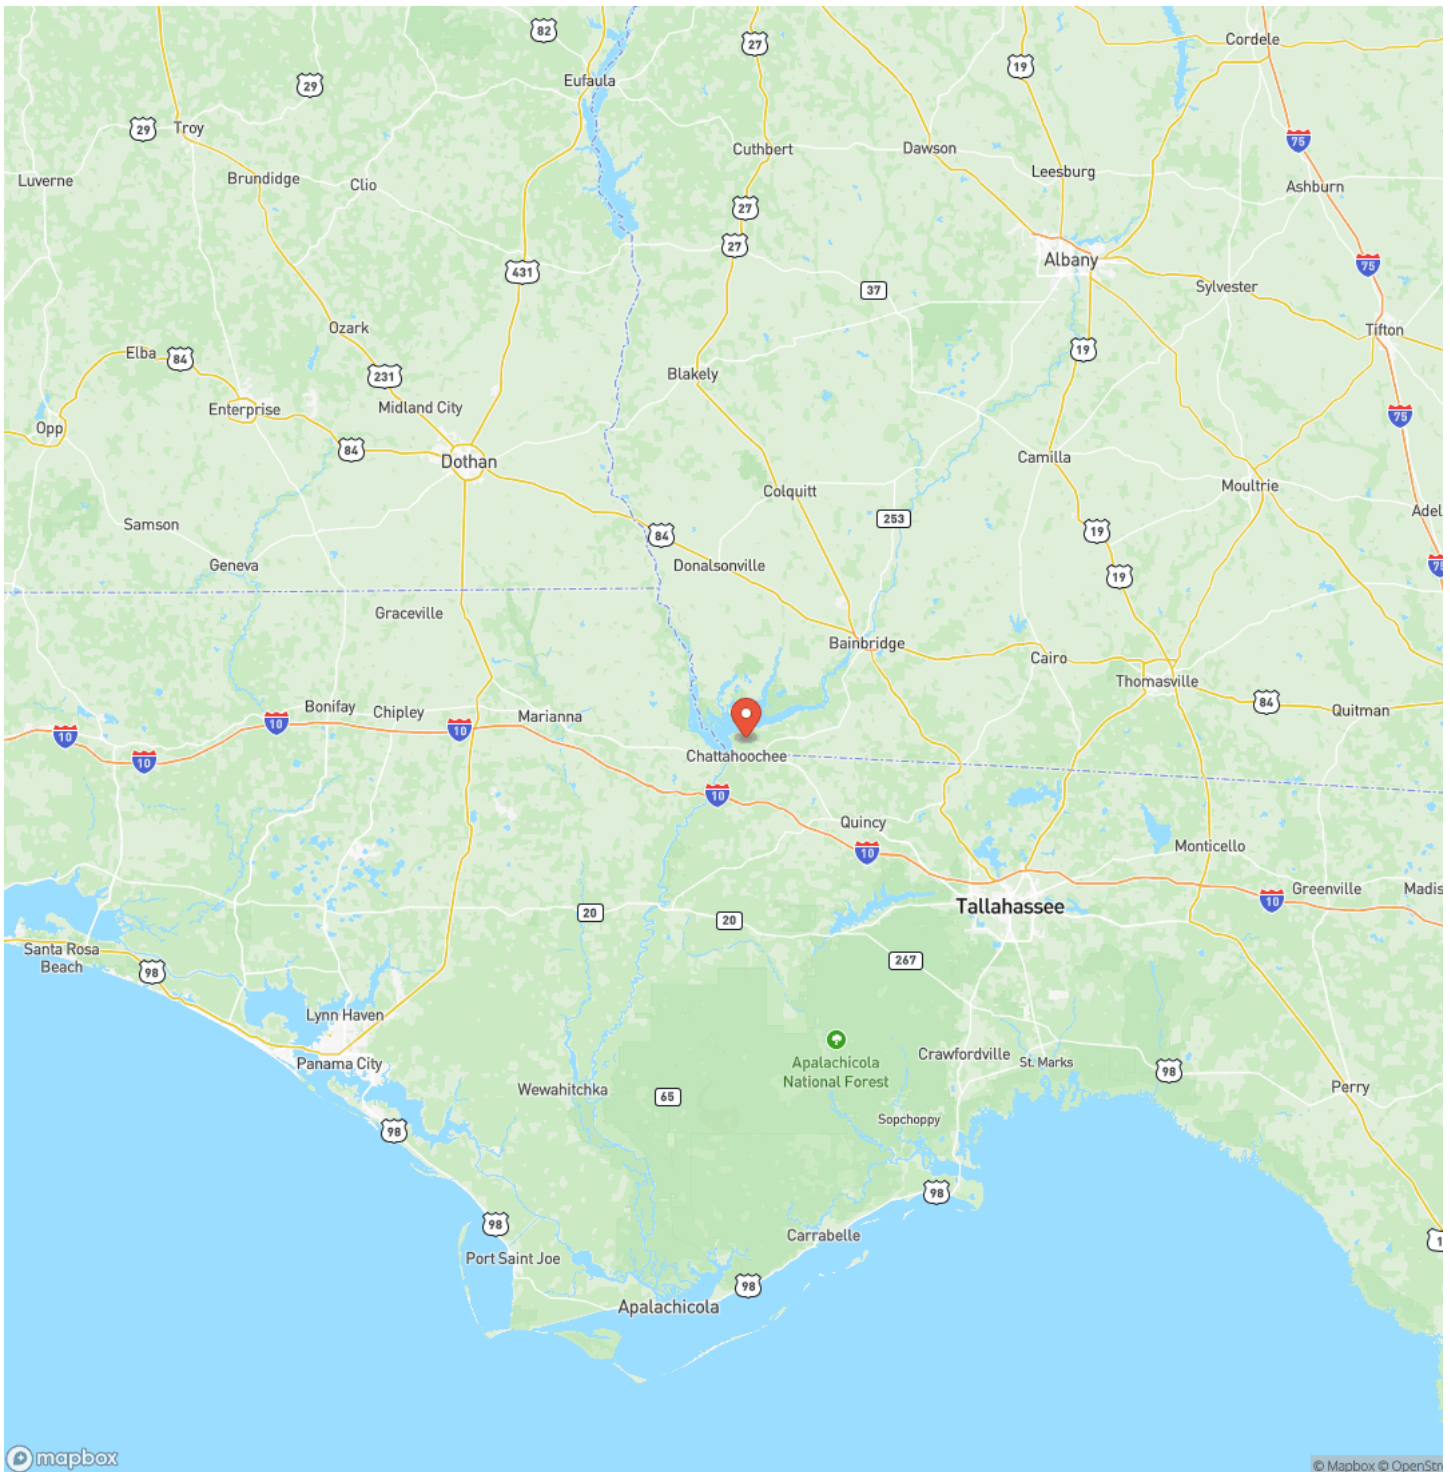 82
27
19
Cordele
Eufaula
29
29
Troy
75
Cuthbert
Dawson
Leesburg
Luverne
Brundidge
Clio
Ashburn
27
27
Albany
431
75
37
Sylvester
Ozark
Tifton
Elba
84
19
231
Blakely
Enterprise
Midland City
75
Opp
84
Dothan
Camilla
Colquitt
Moultrie
Samson
253
Adel
84
19
Geneva
Donalsonville
19
75
Graceville
Bainbridge
Cairo
Thomasville
84
Quitman
Bonifay
Chipley
Marianna
10
10
10
10
Chattahoochee
10
Quincy
10
Monticello
Greenville
Madis
10
20
20
Tallahassee
Santa Rosa
Beach
98
267
Lynn Haven
Panama City
Apalachicola
National Forest
Crawfordville
St. Marks
98
Wewahitchka
65
Perry
98
Sopchoppy
98
98
Carrabelle
Port Saint Joe
1
98
Apalachicola
mapbox
© Mapbox © OpenStre